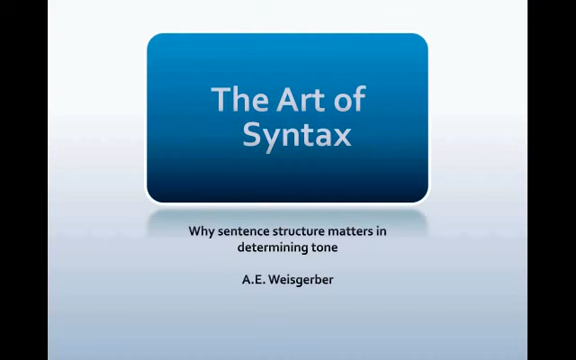 The Art of
Syntax
Why sentence structure matters in
determining tone
A.E. Weisgerber